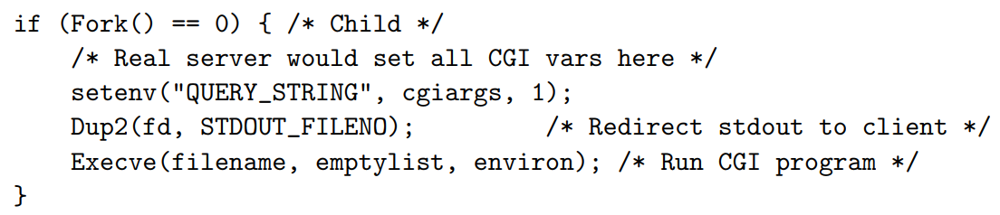 if (Fork() == 0) { /* Child */
    /* Real server would set all CGI vars here */
    setenv("QUERY_STRING", cgiargs, 1);
    Dup2(fd, STDOUT_FILENO);         /* Redirect stdout to client */
    Execve(filename, emptylist, environ); /* Run CGI program */
}